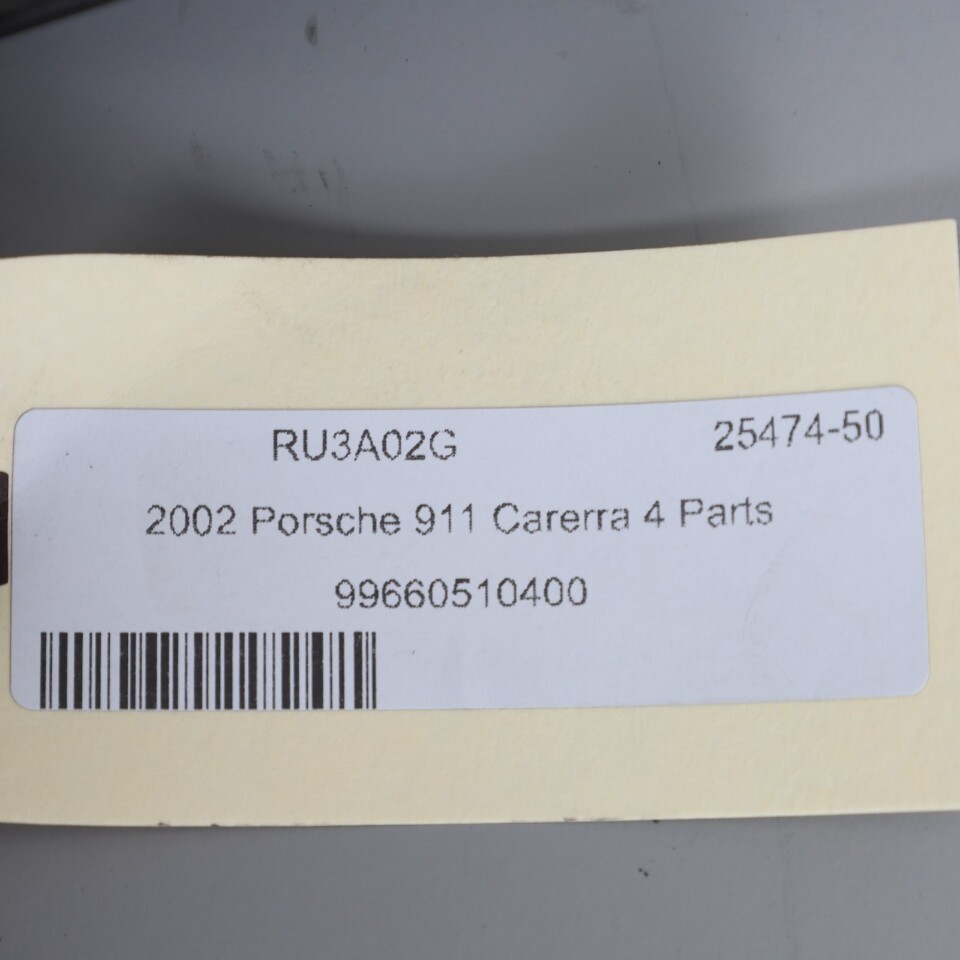 RU3A02G 25474-50
2002 Porsche 911 Carerra 4 Parts
99660510400